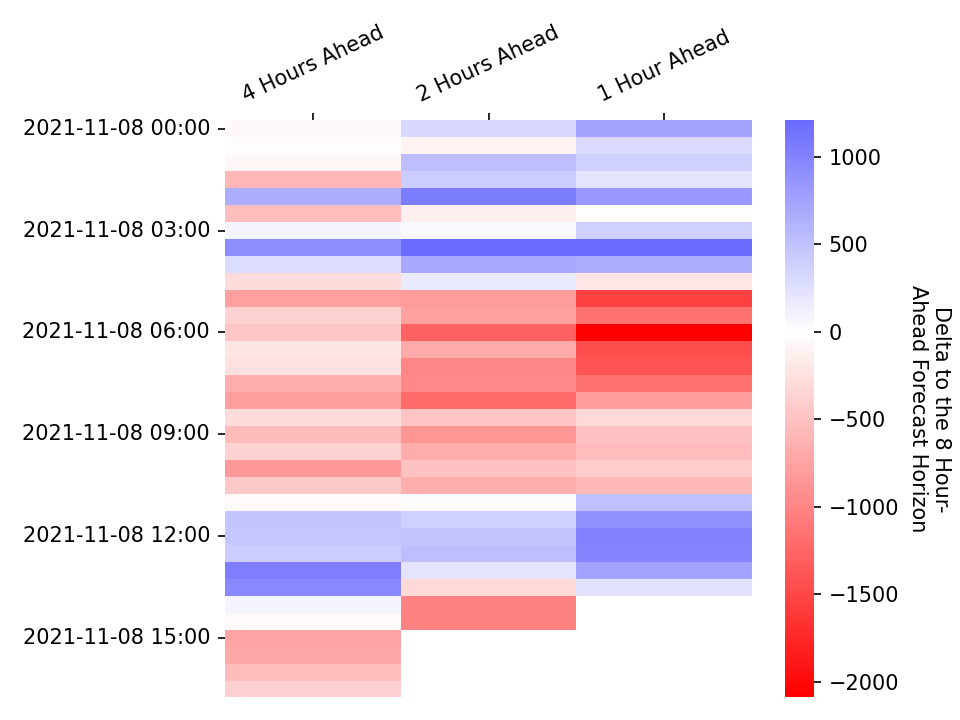 4 Hours Ahead
2 Hours Ahead
1 Hour Ahead
2021-11-08 00:00
2021-11-08 03:00
2021-11-08 06:00
2021-11-08 09:00
2021-11-08 12:00
2021-11-08 15:00
1000
500
0
−500
−1000
−1500
−2000
Delta to the 8 Hour-
Ahead Forecast Horizon